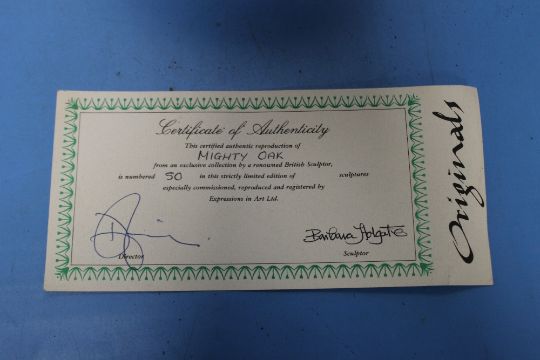 Certificate of Authenticity
This certified authentic reproduction of
MIGHTY OAK
from an exclusive collection by a renowned British Sculptor,
is numbered 50 in this strictly limited edition of sculptures
especially commissioned, reproduced and registered by
Expressions in Art Ltd.
Barbara Holgate
Director Sculptor
Originals